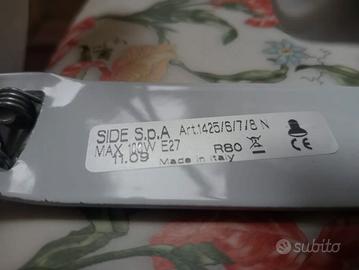 SIDE S.p.A Art.1425/6/7/8 N
MAX 100W E27 R80 CE
11.09 Made in Italy
subito